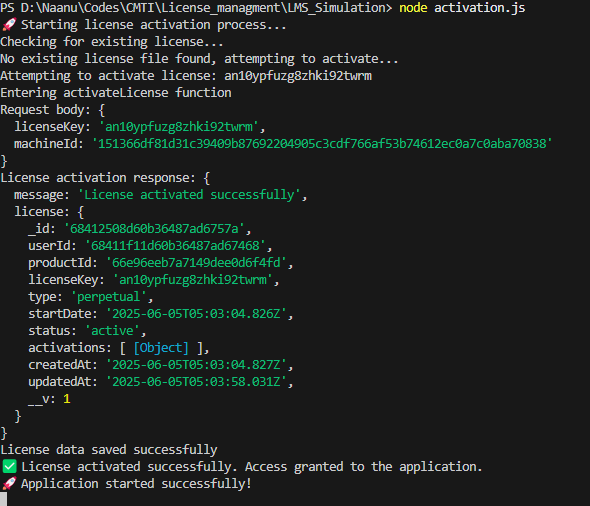 PS D:\Naanu\Codes\CMTI\License_managment\LMS_Simulation> node activation.js
🚀 Starting license activation process...
Checking for existing license...
No existing license file found, attempting to activate...
Attempting to activate license: an10ypfuzg8zhki92twrm
Entering activateLicense function
Request body: {
  licenseKey: 'an10ypfuzg8zhki92twrm',
  machineId: '151366df81d31c39409b87692204905c3cdf766af53b74612ec0a7c0aba70838'
}
License activation response: {
  message: 'License activated successfully',
  license: {
    _id: '68412508d60b36487ad6757a',
    userId: '68411f11d60b36487ad67468',
    productId: '66e96eeb7a7149dee0d6f4fd',
    licenseKey: 'an10ypfuzg8zhki92twrm',
    type: 'perpetual',
    startDate: '2025-06-05T05:03:04.826Z',
    status: 'active',
    activations: [ [Object] ],
    createdAt: '2025-06-05T05:03:04.827Z',
    updatedAt: '2025-06-05T05:03:58.031Z',
    __v: 1
  }
}
License data saved successfully
✅ License activated successfully. Access granted to the application.
🚀 Application started successfully!